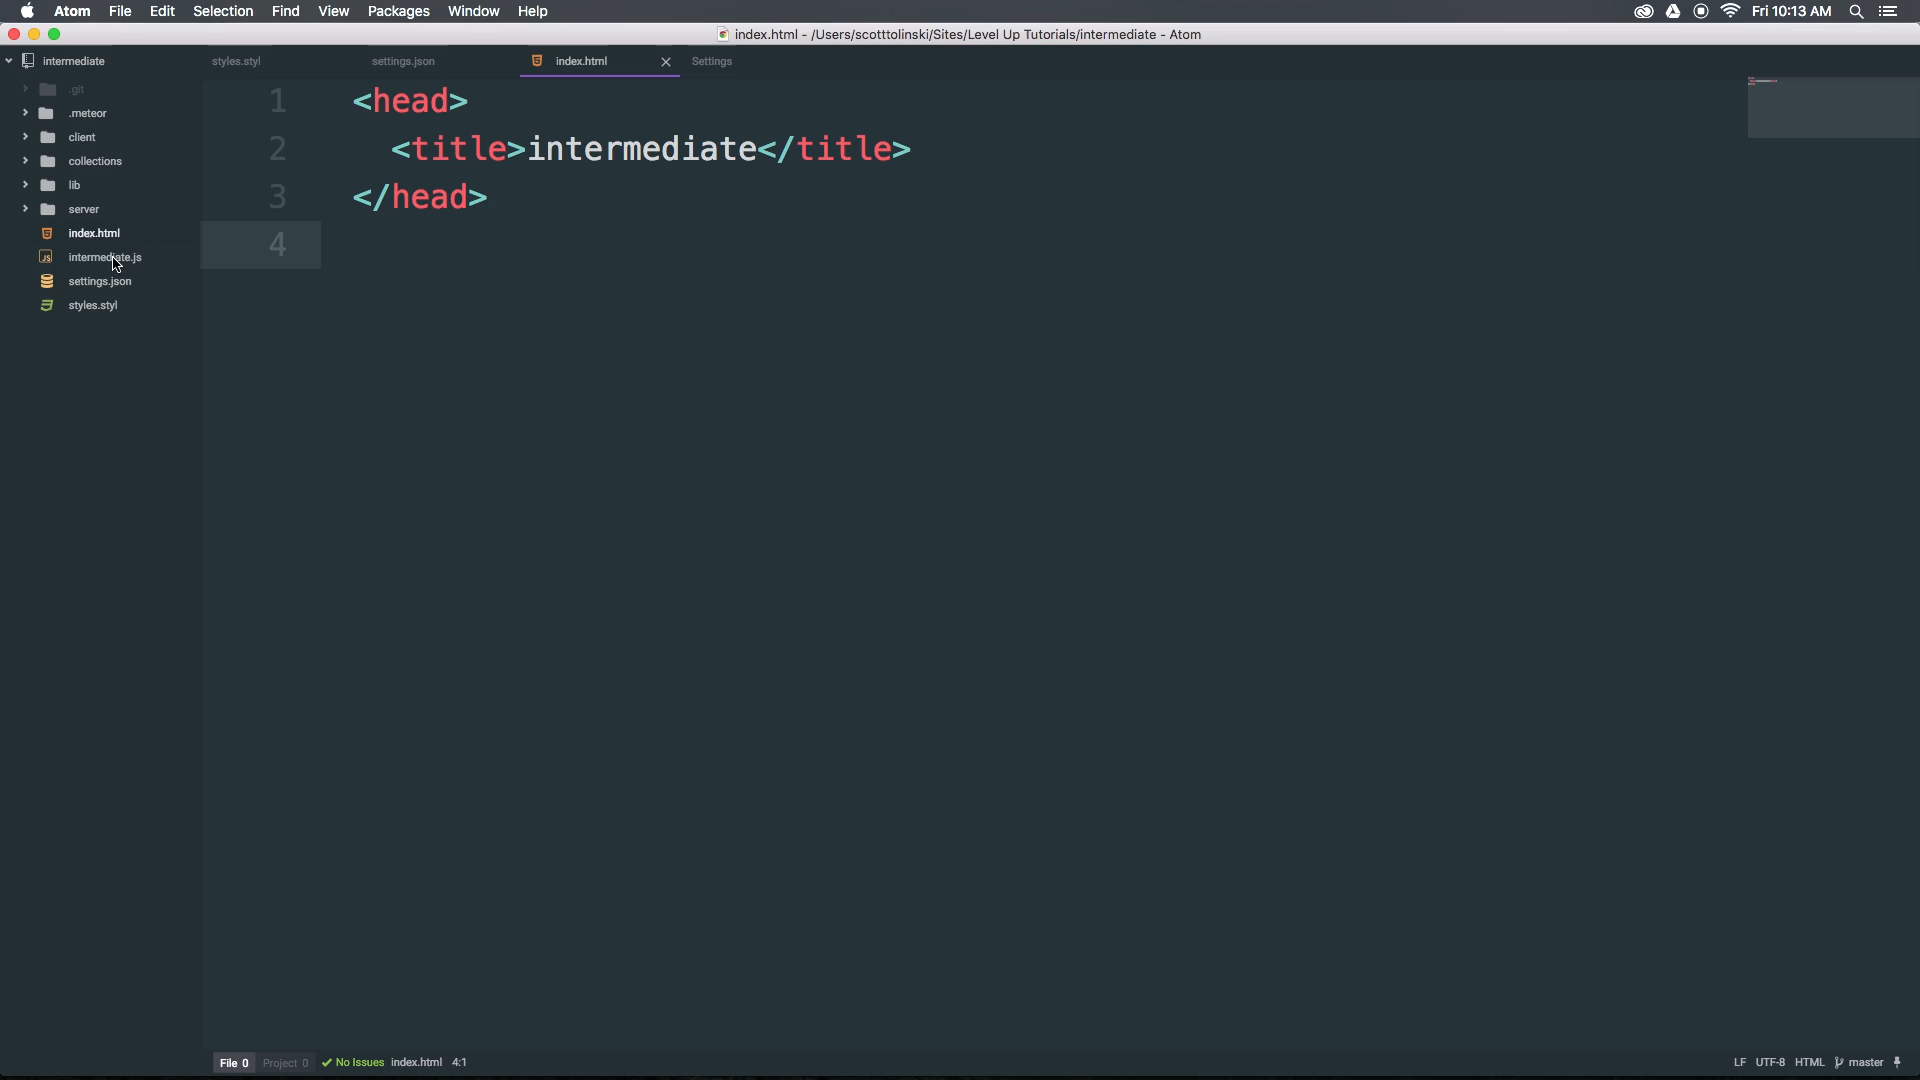 Atom File Edit Selection Find View Packages Window Help Fri 10:13 AM
index.html - /Users/scotttolinski/Sites/Level Up Tutorials/intermediate - Atom
intermediate
styles.styl settings.json index.html Settings
.git
.meteor
client
collections
lib
server
index.html
intermediate.js
settings.json
styles.styl
1 <head>
2 <title>intermediate</title>
3 </head>
4
File 0 Project 0 No Issues index.html 4:1 LF UTF-8 HTML master